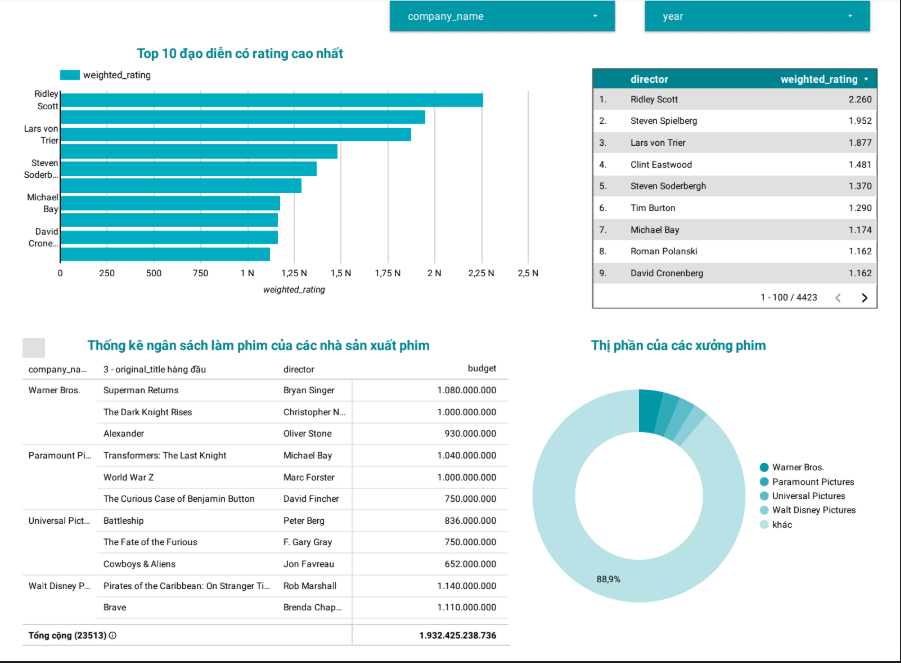 company_name
year
Top 10 đạo diễn có rating cao nhất
weighted_rating
Ridley
Scott
Lars von
Trier
Steven
Soderb...
Michael
Bay
David
Crone...
0 250 500 750 1 N 1,25 N 1,5 N 1,75 N 2 N 2,25 N 2,5 N
weighted_rating
director weighted_rating
1. Ridley Scott 2.260
2. Steven Spielberg 1.952
3. Lars von Trier 1.877
4. Clint Eastwood 1.481
5. Steven Soderbergh 1.370
6. Tim Burton 1.290
7. Michael Bay 1.174
8. Roman Polanski 1.162
9. David Cronenberg 1.162
1 - 100 / 4423
Thống kê ngân sách làm phim của các nhà sản xuất phim
company_na... 3 - original_title hàng đầu director budget
Warner Bros. Superman Returns Bryan Singer 1.080.000.000
The Dark Knight Rises Christopher N... 1.000.000.000
Alexander Oliver Stone 930.000.000
Paramount Pi... Transformers: The Last Knight Michael Bay 1.040.000.000
World War Z Marc Forster 1.000.000.000
The Curious Case of Benjamin Button David Fincher 750.000.000
Universal Pict... Battleship Peter Berg 836.000.000
The Fate of the Furious F. Gary Gray 750.000.000
Cowboys & Aliens Jon Favreau 652.000.000
Walt Disney P... Pirates of the Caribbean: On Stranger Ti... Rob Marshall 1.140.000.000
Brave Brenda Chap... 1.110.000.000
Tổng cộng (23513) 1.932.425.238.736
Thị phần của các xưởng phim
Warner Bros.
Paramount Pictures
Universal Pictures
Walt Disney Pictures
khác
88,9%